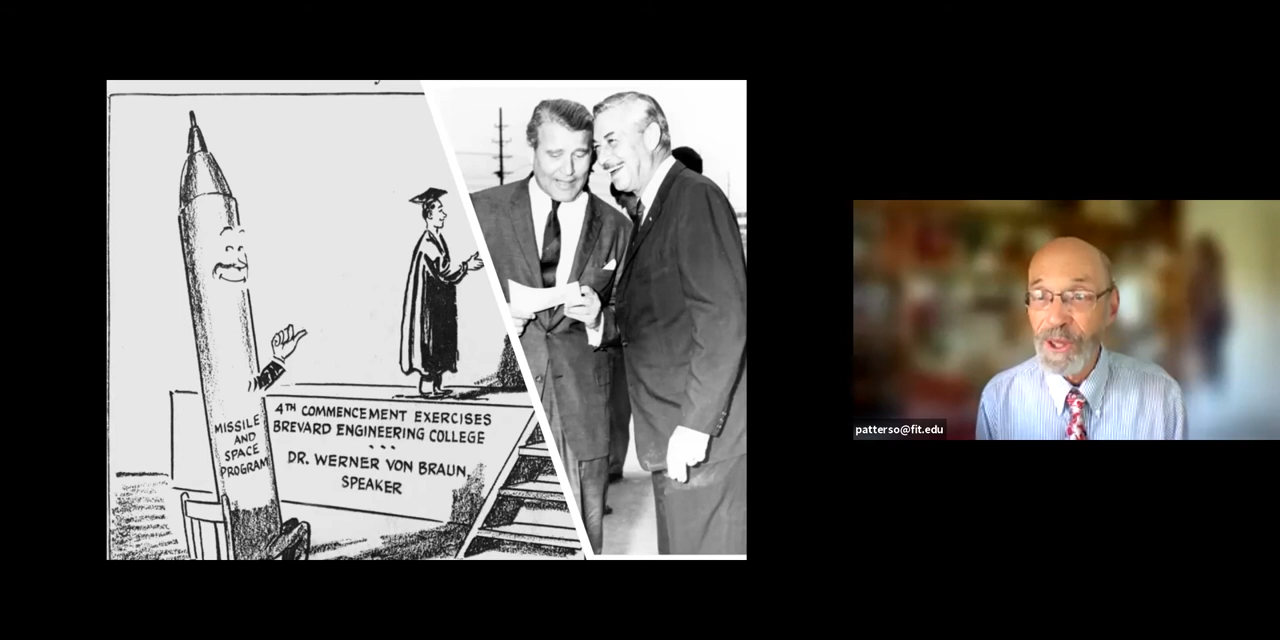 MISSILE
AND
SPACE
PROGRAM
4TH COMMENCEMENT EXERCISES
BREVARD ENGINEERING COLLEGE
• • •
DR. WERNER VON BRAUN,
SPEAKER
patterso@fit.edu